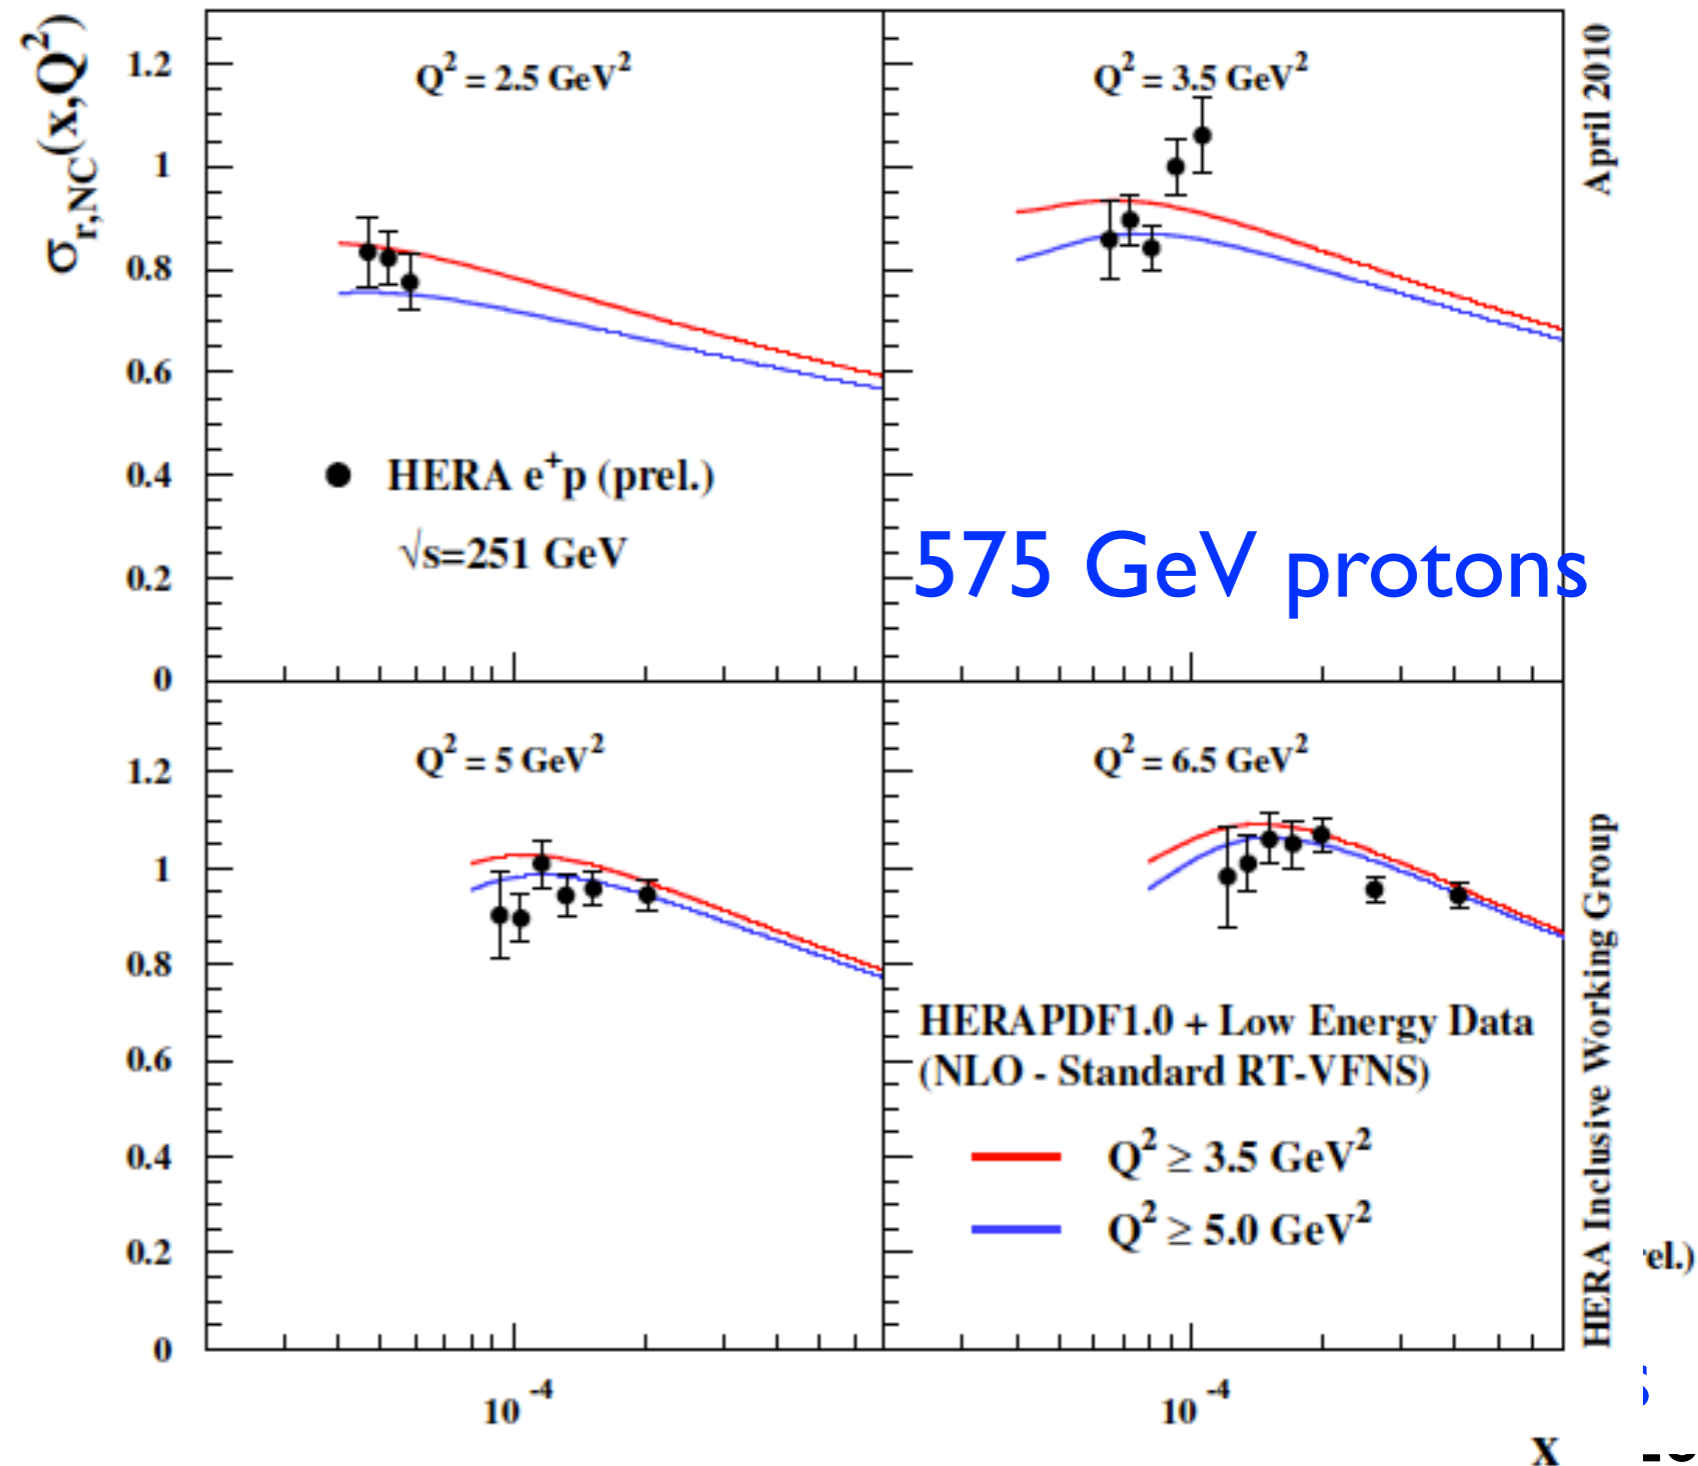 σr,NC(x,Q²)
1.2
1
0.8
0.6
0.4
0.2
0
Q² = 2.5 GeV²
HERA e⁺p (prel.)
√s=251 GeV
Q² = 3.5 GeV²
575 GeV protons
April 2010
1.2
1
0.8
0.6
0.4
0.2
0
Q² = 5 GeV²
Q² = 6.5 GeV²
HERAPDF1.0 + Low Energy Data
(NLO - Standard RT-VFNS)
Q² ≥ 3.5 GeV²
Q² ≥ 5.0 GeV²
HERA Inclusive Working Group
el.)
10⁻⁴
10⁻⁴
x